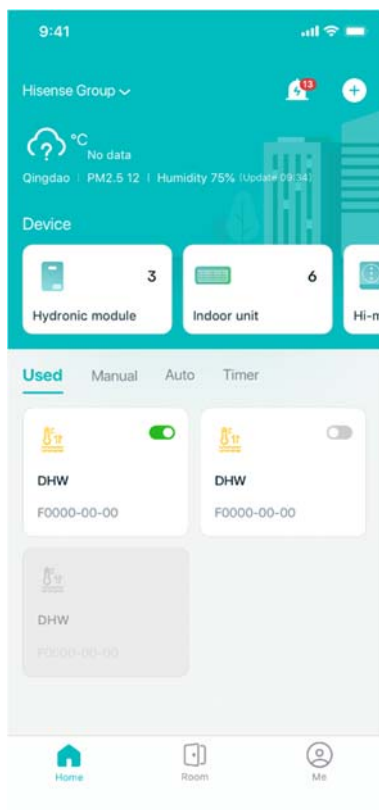 9:41
Hisense Group
13
?
°C
No data
Qingdao | PM2.5 12 | Humidity 75% (Update 09:34)
Device
3
6
Hydronic module
Indoor unit
Hi-m
Used
Manual
Auto
Timer
DHW
F0000-00-00
DHW
F0000-00-00
DHW
F0000-00-00
Home
Room
Me